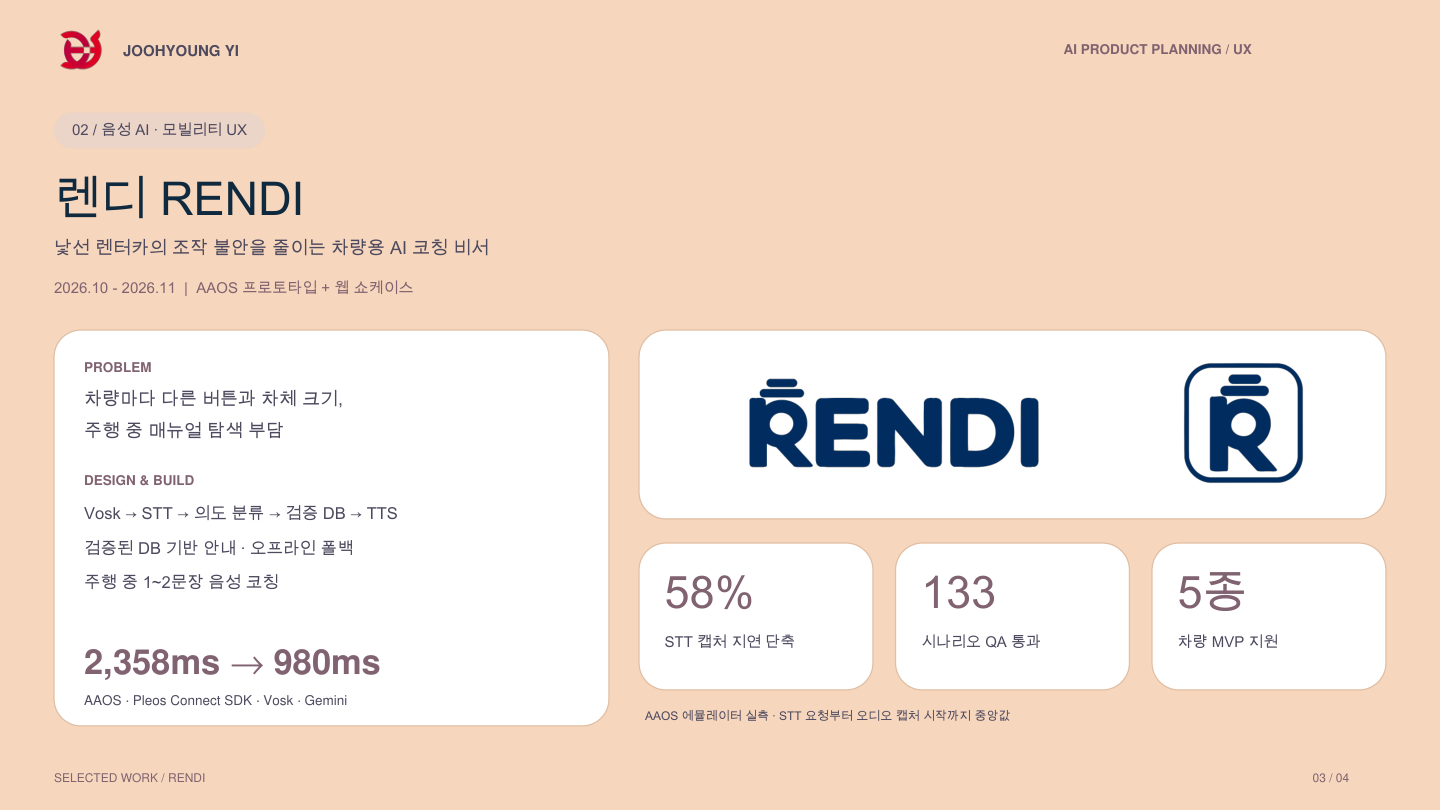 JOOHYOUNG YI
AI PRODUCT PLANNING / UX
02 / 음성 AI · 모빌리티 UX
렌디 RENDI
낯선 렌터카의 조작 불안을 줄이는 차량용 AI 코칭 비서
2026.10 - 2026.11 | AAOS 프로토타입 + 웹 쇼케이스
PROBLEM
차량마다 다른 버튼과 차체 크기,
주행 중 매뉴얼 탐색 부담
DESIGN & BUILD
Vosk → STT → 의도 분류 → 검증 DB → TTS
검증된 DB 기반 안내 · 오프라인 폴백
주행 중 1~2문장 음성 코칭
2,358ms → 980ms
AAOS · Pleos Connect SDK · Vosk · Gemini
RENDI
R
58%
STT 캡처 지연 단축
133
시나리오 QA 통과
5종
차량 MVP 지원
AAOS 에뮬레이터 실측 · STT 요청부터 오디오 캡처 시작까지 중앙값
SELECTED WORK / RENDI
03 / 04